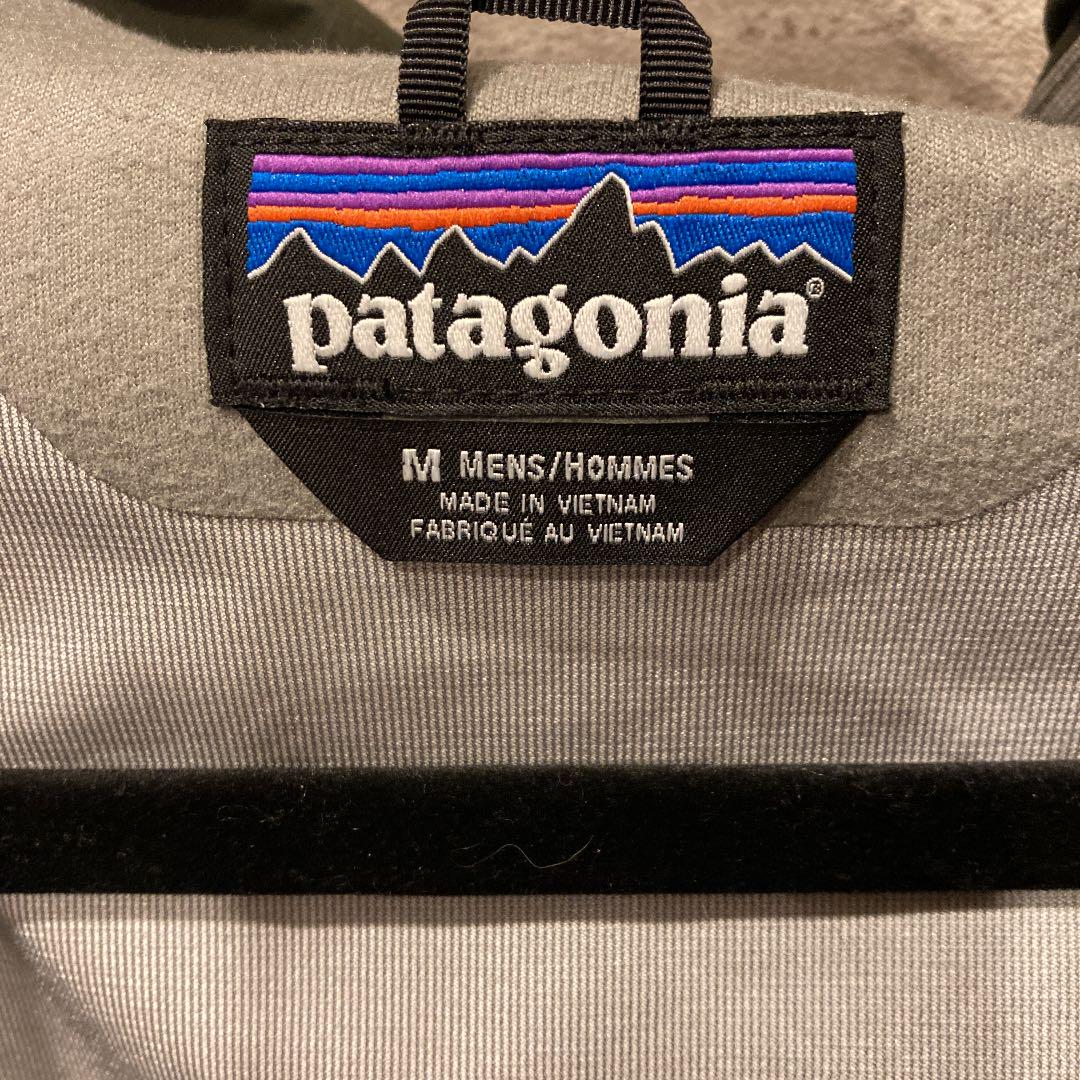 patagonia®
M MENS/HOMMES
MADE IN VIETNAM
FABRIQUÉ AU VIETNAM